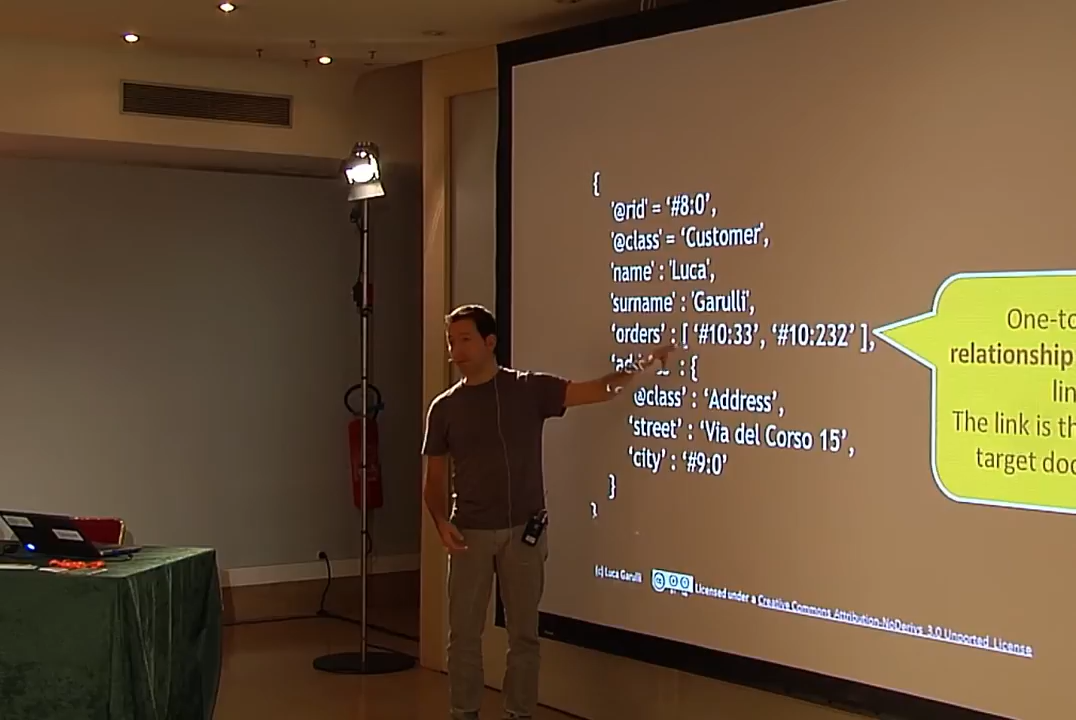 {
'@rid' = ‘#8:0’,
'@class' = ‘Customer’,
'name' : 'Luca',
'surname' : 'Garulli',
‘orders’ : [ ‘#10:33’, ‘#10:232’ ],
: {
@class’ : ‘Address’,
‘street’ : ‘Via del Corso 15’,
‘city’ : ‘#9:0’
}
}
One-to
relationship
lin
The link is th
target doc
(c) Luca Garulli
Licensed under a Creative Commons Attribution-NoDerivs 3.0 Unported License